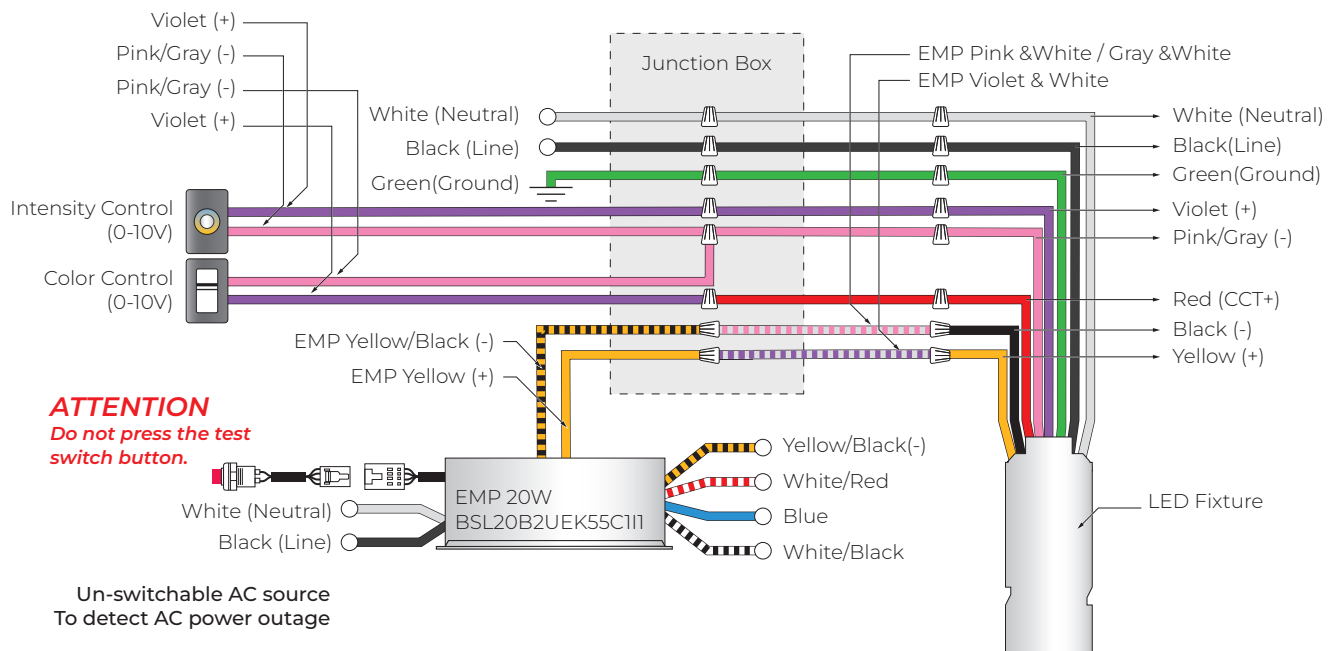 Violet (+)
Pink/Gray (-)
Pink/Gray (-)
Violet (+)
Junction Box
EMP Pink &White / Gray &White
EMP Violet & White
White (Neutral)
Black (Line)
Green(Ground)
White (Neutral)
Black(Line)
Green(Ground)
Violet (+)
Pink/Gray (-)
Red (CCT+)
Black (-)
Yellow (+)
Intensity Control
(0-10V)
Color Control
(0-10V)
EMP Yellow/Black (-)
EMP Yellow (+)
ATTENTION
Do not press the test
switch button.
White (Neutral)
Black (Line)
EMP 20W
BSL20B2UEK55C1I1
Yellow/Black(-)
White/Red
Blue
White/Black
LED Fixture
Un-switchable AC source
To detect AC power outage